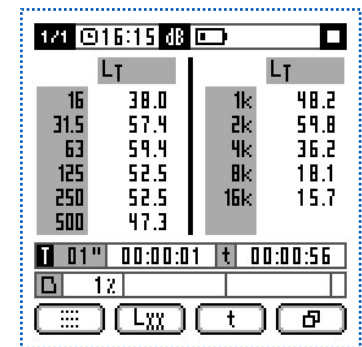 1/1 16:15 dB
LT LT
16 38.0 1k 48.2
31.5 57.4 2k 59.8
63 59.4 4k 36.2
125 52.5 8k 18.1
250 52.5 16k 15.7
500 47.3
T 01" 00:00:01 t 00:00:56
1%
Lxx t